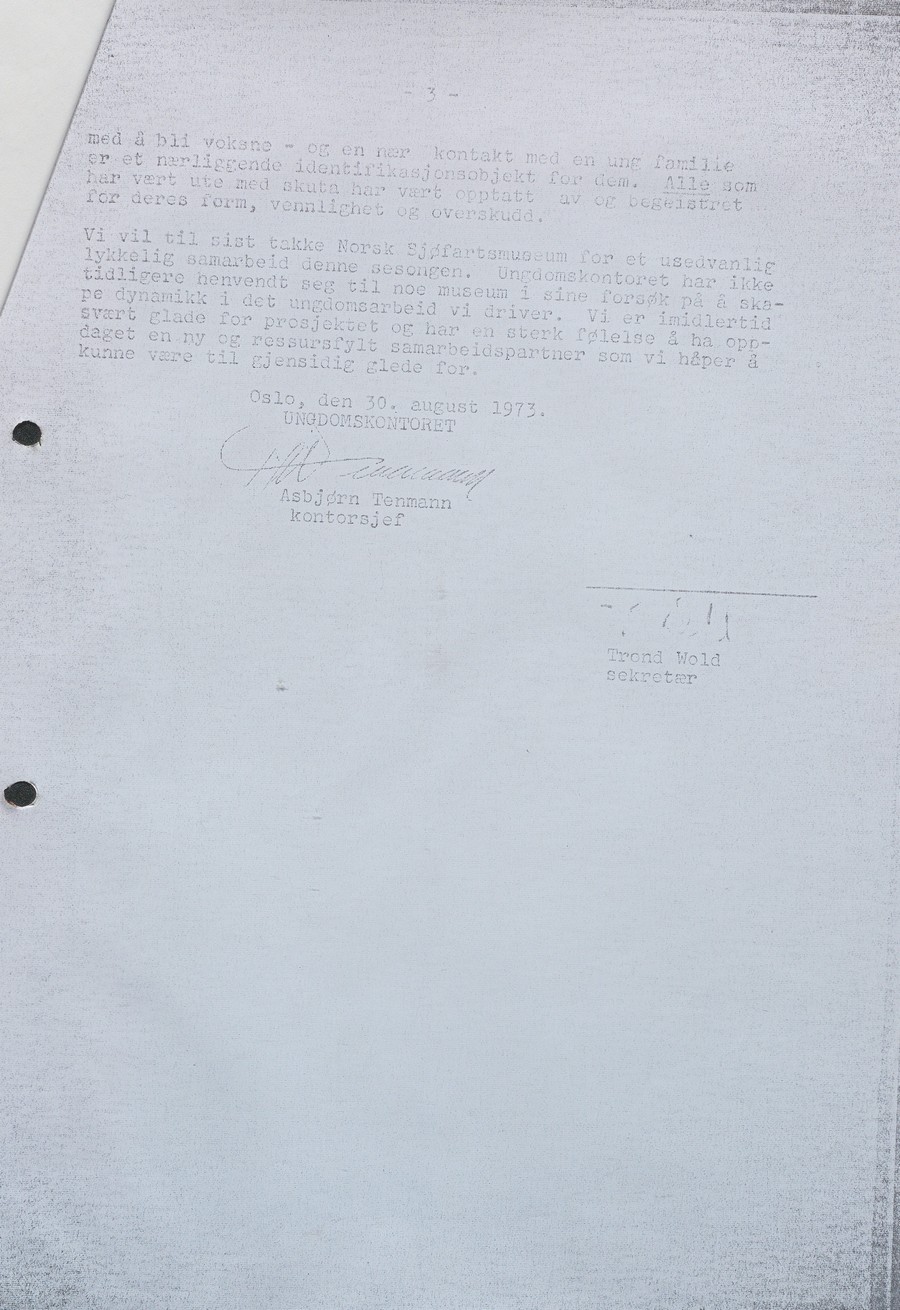 - 3 -
med å bli voksne - og en nær kontakt med en ung familie
er et nærliggende identifikasjonsobjekt for dem. Alle som
har vært ute med skuta har vært opptatt av og begeistret
for deres form, vennlighet og overskudd.
Vi vil til sist takke Norsk Sjøfartsmuseum for et usedvanlig
lykkelig samarbeid denne sesongen. Ungdomskontoret har ikke
tidligere henvendt seg til noe museum i sine forsøk på å ska-
pe dynamikk i det ungdomsarbeid vi driver. Vi er imidlertid
svært glade for prosjektet og har en sterk følelse å ha opp-
daget en ny og ressursfylt samarbeidspartner som vi håper å
kunne være til gjensidig glede for.
Oslo, den 30. august 1973.
UNGDOMSKONTORET
Asbjørn Tenmann
kontorsjef
Trond Wold
sekretær